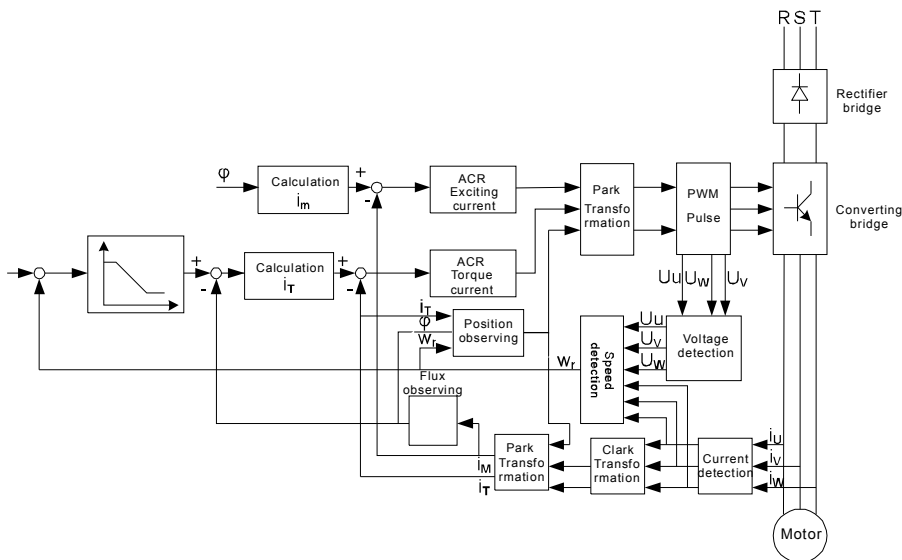 R S T
Rectifier
bridge
φ
Calculation
im
+
-
ACR
Exciting
current
Park
Transfo
rmation
PWM
Pulse
Converting
bridge
+
-
Calculation
iT
+
-
ACR
Torque
current
Uu Uw Uv
iT
φ
wr
Position
observing
Uu
Uv
Uw
Voltage
detection
Speed
detection
wr
Flux
observing
iM
iT
Park
Transfo
rmation
Clark
Transfo
rmation
Current
detection
iU
iV
iW
Motor